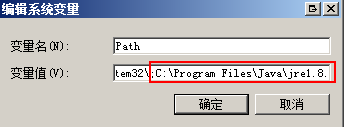 编辑系统变量
变量名(N): Path
变量值(V): tem32\;C:\Program Files\Java\jre1.8.
确定 取消